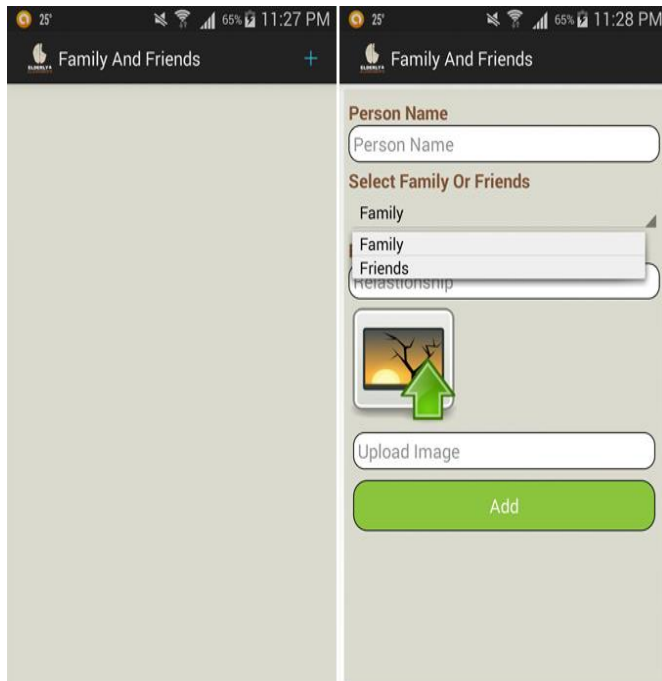 25'
65% 11:27 PM
Family And Friends
+
25'
65% 11:28 PM
Family And Friends
Person Name
Person Name
Select Family Or Friends
Family
Family
Friends
Relastionship
Upload Image
Add